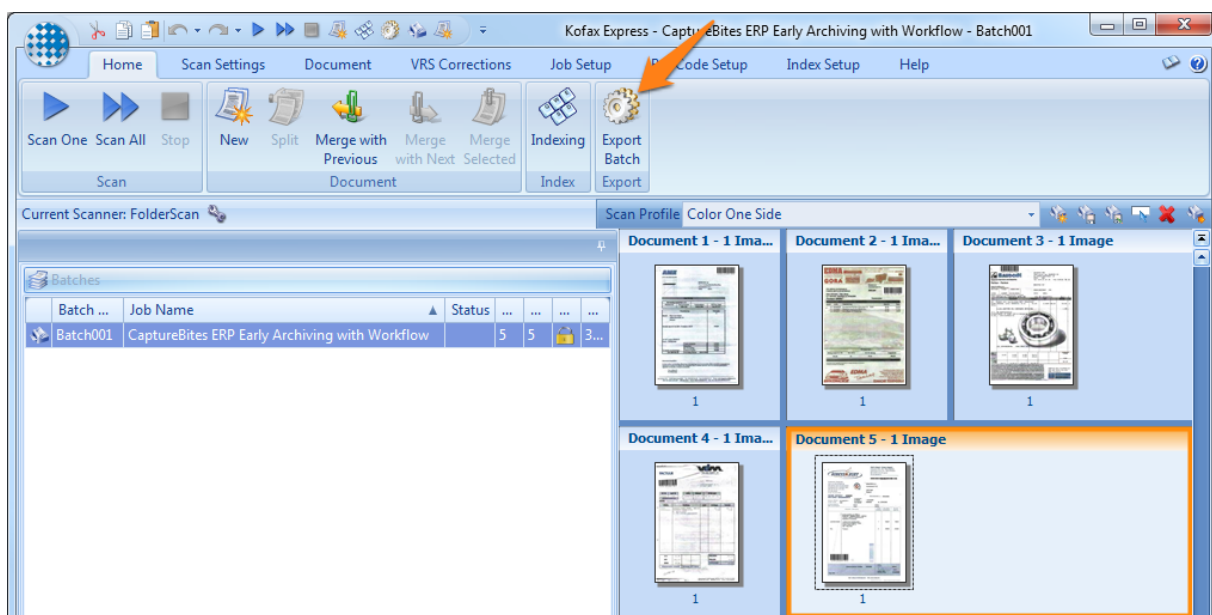 Kofax Express - CaptureBites ERP Early Archiving with Workflow - Batch001
Home Scan Settings Document VRS Corrections Job Setup Code Setup Index Setup Help
Scan One Scan All Stop New Split Merge with Previous Merge with Next Merge Selected Indexing Export Batch
Scan Document Index Export
Current Scanner: FolderScan Scan Profile Color One Side
Document 1 - 1 Ima... Document 2 - 1 Ima... Document 3 - 1 Image
Batches
Batch ... Job Name Status ... ... ... ...
Batch001 CaptureBites ERP Early Archiving with Workflow 5 5 3...
1 1 1
Document 4 - 1 Ima... Document 5 - 1 Image
1 1